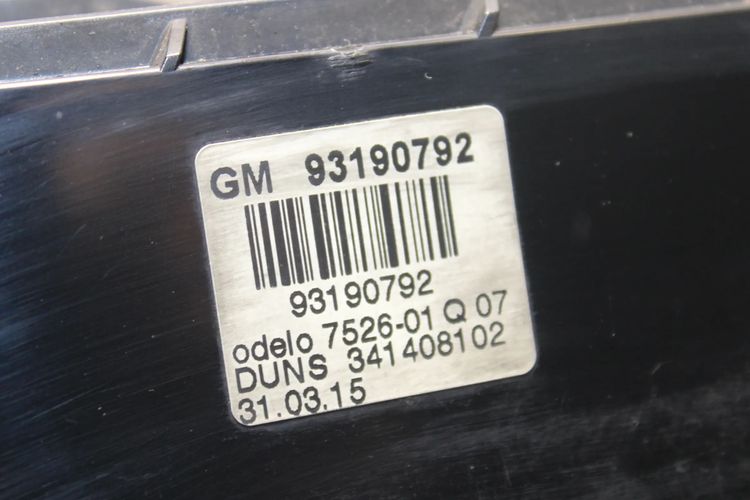 GM 93190792
93190792
odelo 7526-01 Q 07
DUNS 341408102
31.03.15